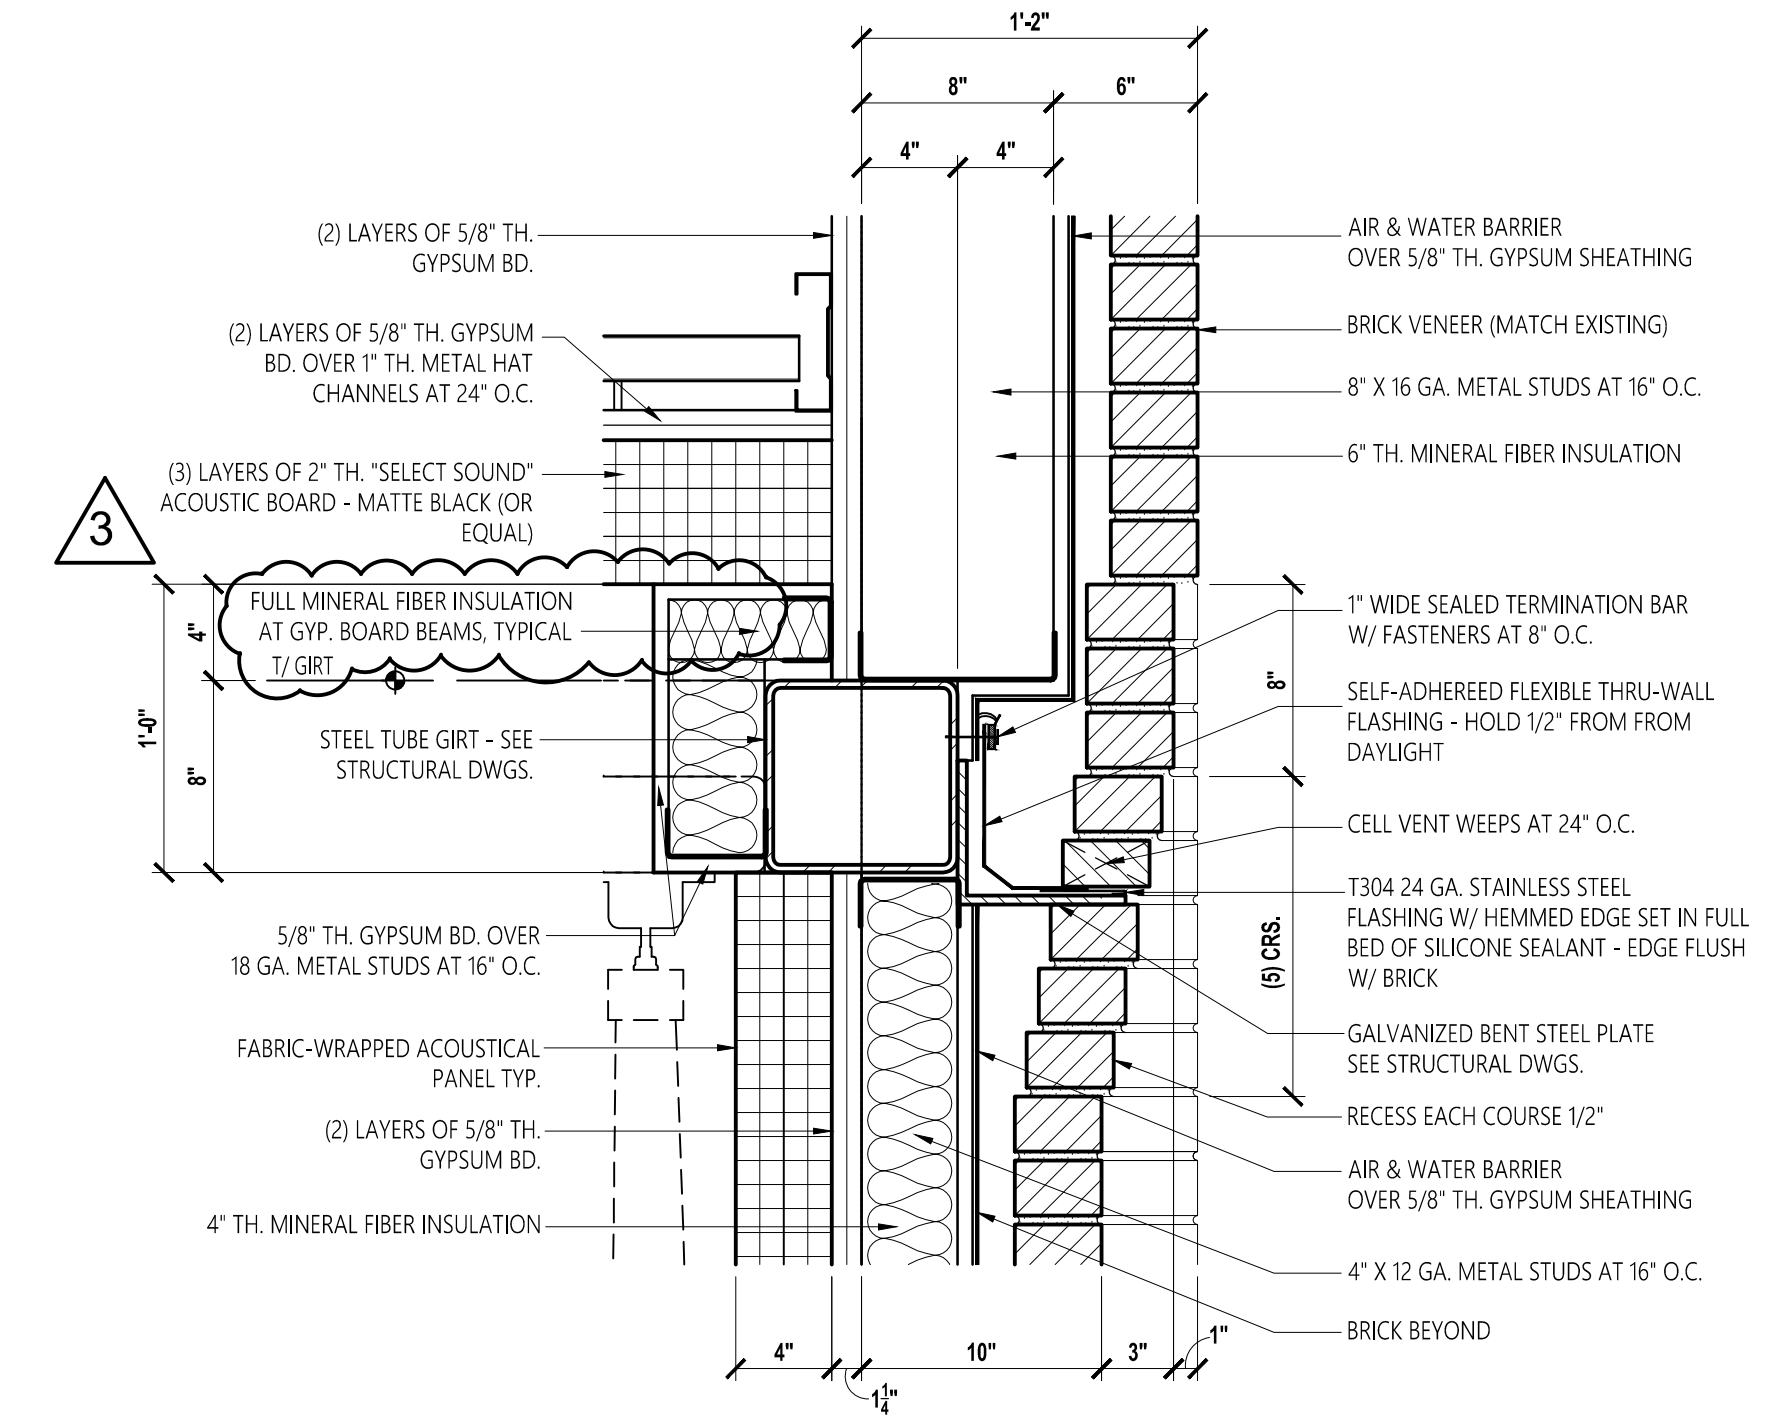 1'-2"
8"
6"
4"
4"
(2) LAYERS OF 5/8" TH.
GYPSUM BD.
(2) LAYERS OF 5/8" TH. GYPSUM
BD. OVER 1" TH. METAL HAT
CHANNELS AT 24" O.C.
(3) LAYERS OF 2" TH. "SELECT SOUND"
ACOUSTIC BOARD - MATTE BLACK (OR
EQUAL)
3
FULL MINERAL FIBER INSULATION
AT GYP. BOARD BEAMS, TYPICAL
T/ GIRT
4"
1'-0"
8"
STEEL TUBE GIRT - SEE
STRUCTURAL DWGS.
5/8" TH. GYPSUM BD. OVER
18 GA. METAL STUDS AT 16" O.C.
FABRIC-WRAPPED ACOUSTICAL
PANEL TYP.
(2) LAYERS OF 5/8" TH.
GYPSUM BD.
4" TH. MINERAL FIBER INSULATION
AIR & WATER BARRIER
OVER 5/8" TH. GYPSUM SHEATHING
BRICK VENEER (MATCH EXISTING)
8" X 16 GA. METAL STUDS AT 16" O.C.
6" TH. MINERAL FIBER INSULATION
1" WIDE SEALED TERMINATION BAR
W/ FASTENERS AT 8" O.C.
8"
SELF-ADHEREED FLEXIBLE THRU-WALL
FLASHING - HOLD 1/2" FROM FROM
DAYLIGHT
CELL VENT WEEPS AT 24" O.C.
T304 24 GA. STAINLESS STEEL
FLASHING W/ HEMMED EDGE SET IN FULL
BED OF SILICONE SEALANT - EDGE FLUSH
W/ BRICK
(5) CRS.
GALVANIZED BENT STEEL PLATE
SEE STRUCTURAL DWGS.
RECESS EACH COURSE 1/2"
AIR & WATER BARRIER
OVER 5/8" TH. GYPSUM SHEATHING
4" X 12 GA. METAL STUDS AT 16" O.C.
BRICK BEYOND
4"
1¼"
10"
3"
1"